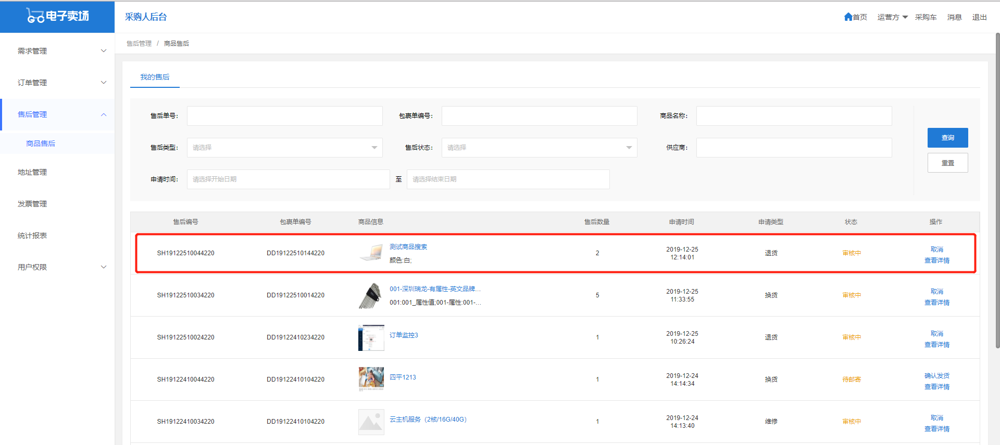 GC电子卖场
采购人后台
首页 运营方 采购车 消息 退出
售后管理 / 商品售后
需求管理
订单管理
售后管理
商品售后
地址管理
发票管理
统计报表
用户权限
我的售后
售后单号: 包裹单编号: 商品名称:
售后类型: 请选择 售后状态: 请选择 供应商:
申请时间: 请选择开始日期 至 请选择结束日期
查询
重置
售后编号 包裹单编号 商品信息 售后数量 申请时间 申请类型 状态 操作
SH19122510044220 DD19122510144220 测试商品搜索 2 2019-12-25 退货 审核中 取消
颜色:白; 12:14:01 查看详情
SH19122510034220 DD19122510014220 001-深圳瑞龙-有属性-英文品牌... 5 2019-12-25 换货 审核中 取消
001:001_属性值;001-属性:001-... 11:33:55 查看详情
SH19122510024220 DD19122410234220 订单监控3 1 2019-12-25 退货 审核中 取消
10:26:24 查看详情
SH19122410044220 DD19122410104220 四平1213 1 2019-12-24 换货 待邮寄 确认发货
14:14:34 查看详情
SH19122410034220 DD19122410104220 云主机服务（2核/16G/40G） 1 2019-12-24 维修 审核中 取消
14:13:40 查看详情